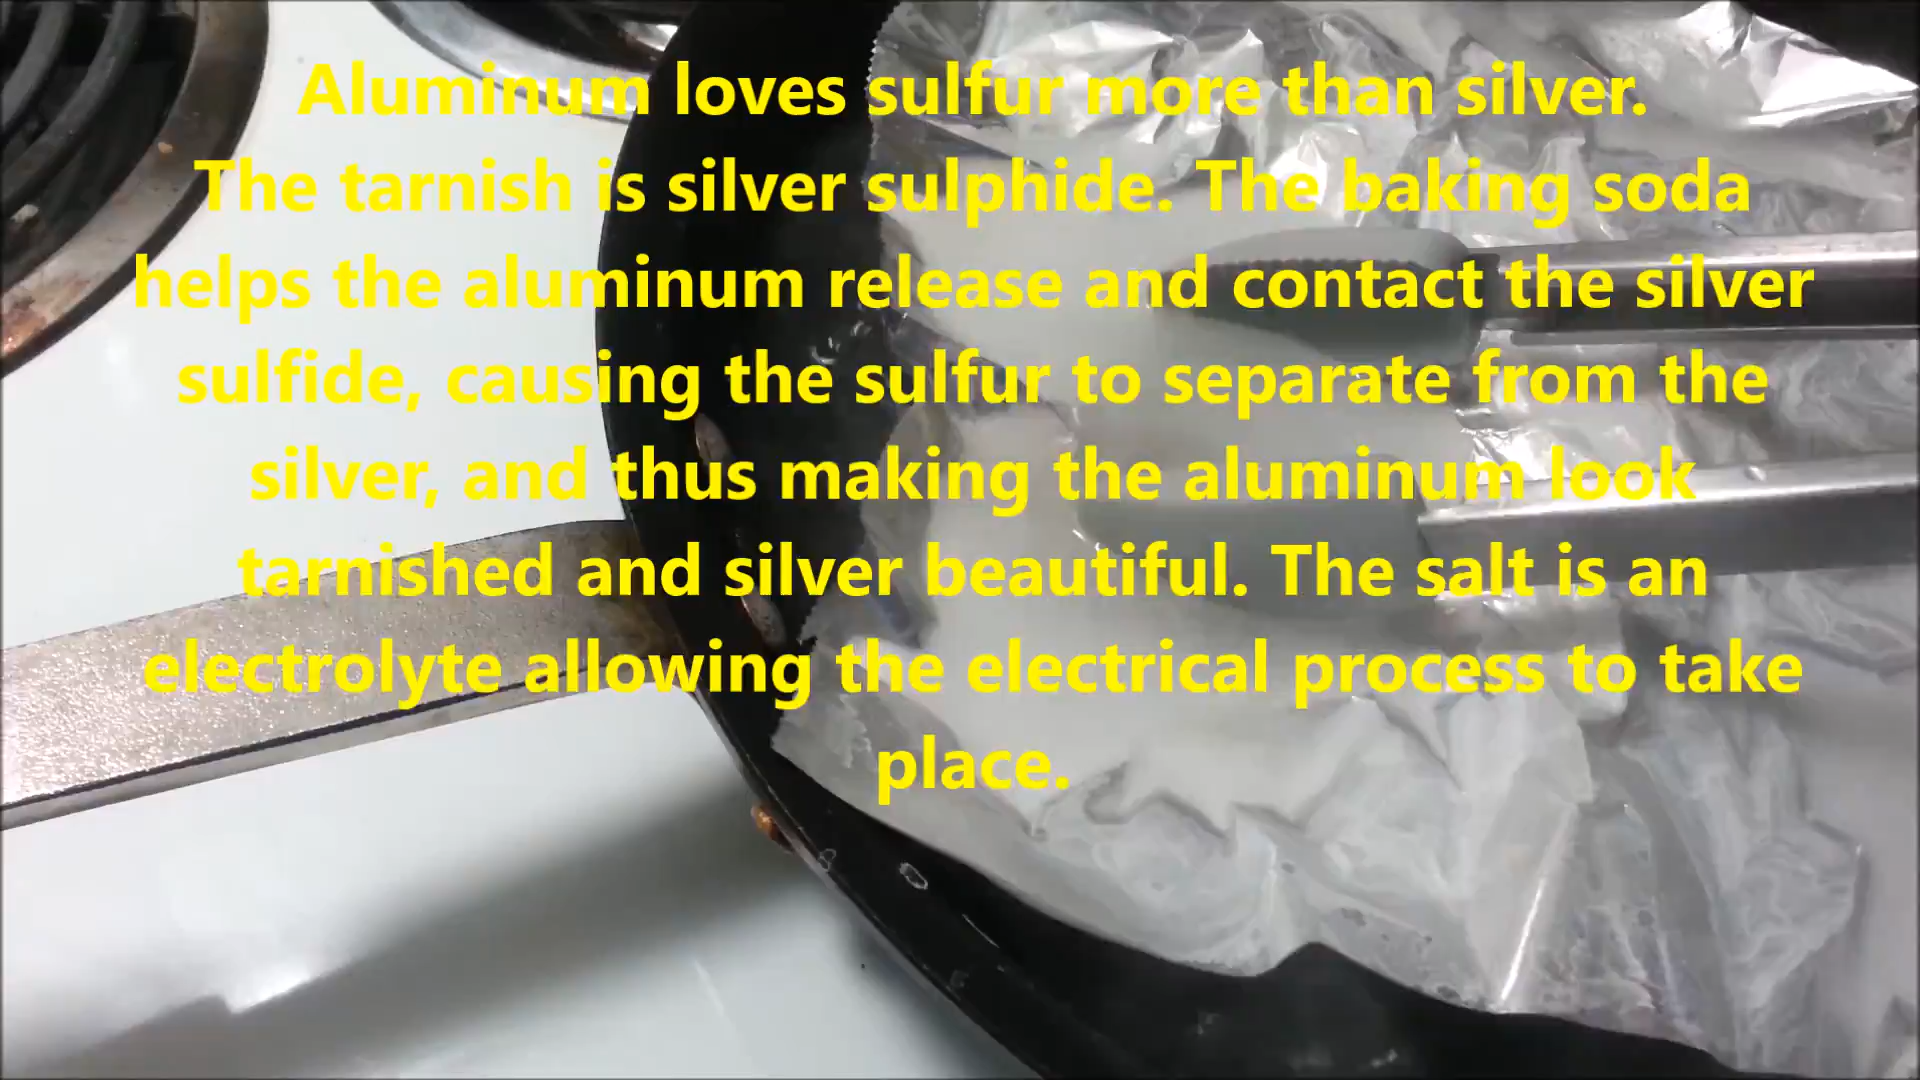 Aluminum loves sulfur more than silver.
The tarnish is silver sulphide. The baking soda
helps the aluminum release and contact the silver
sulfide, causing the sulfur to separate from the
silver, and thus making the aluminum look
tarnished and silver beautiful. The salt is an
electrolyte allowing the electrical process to take
place.